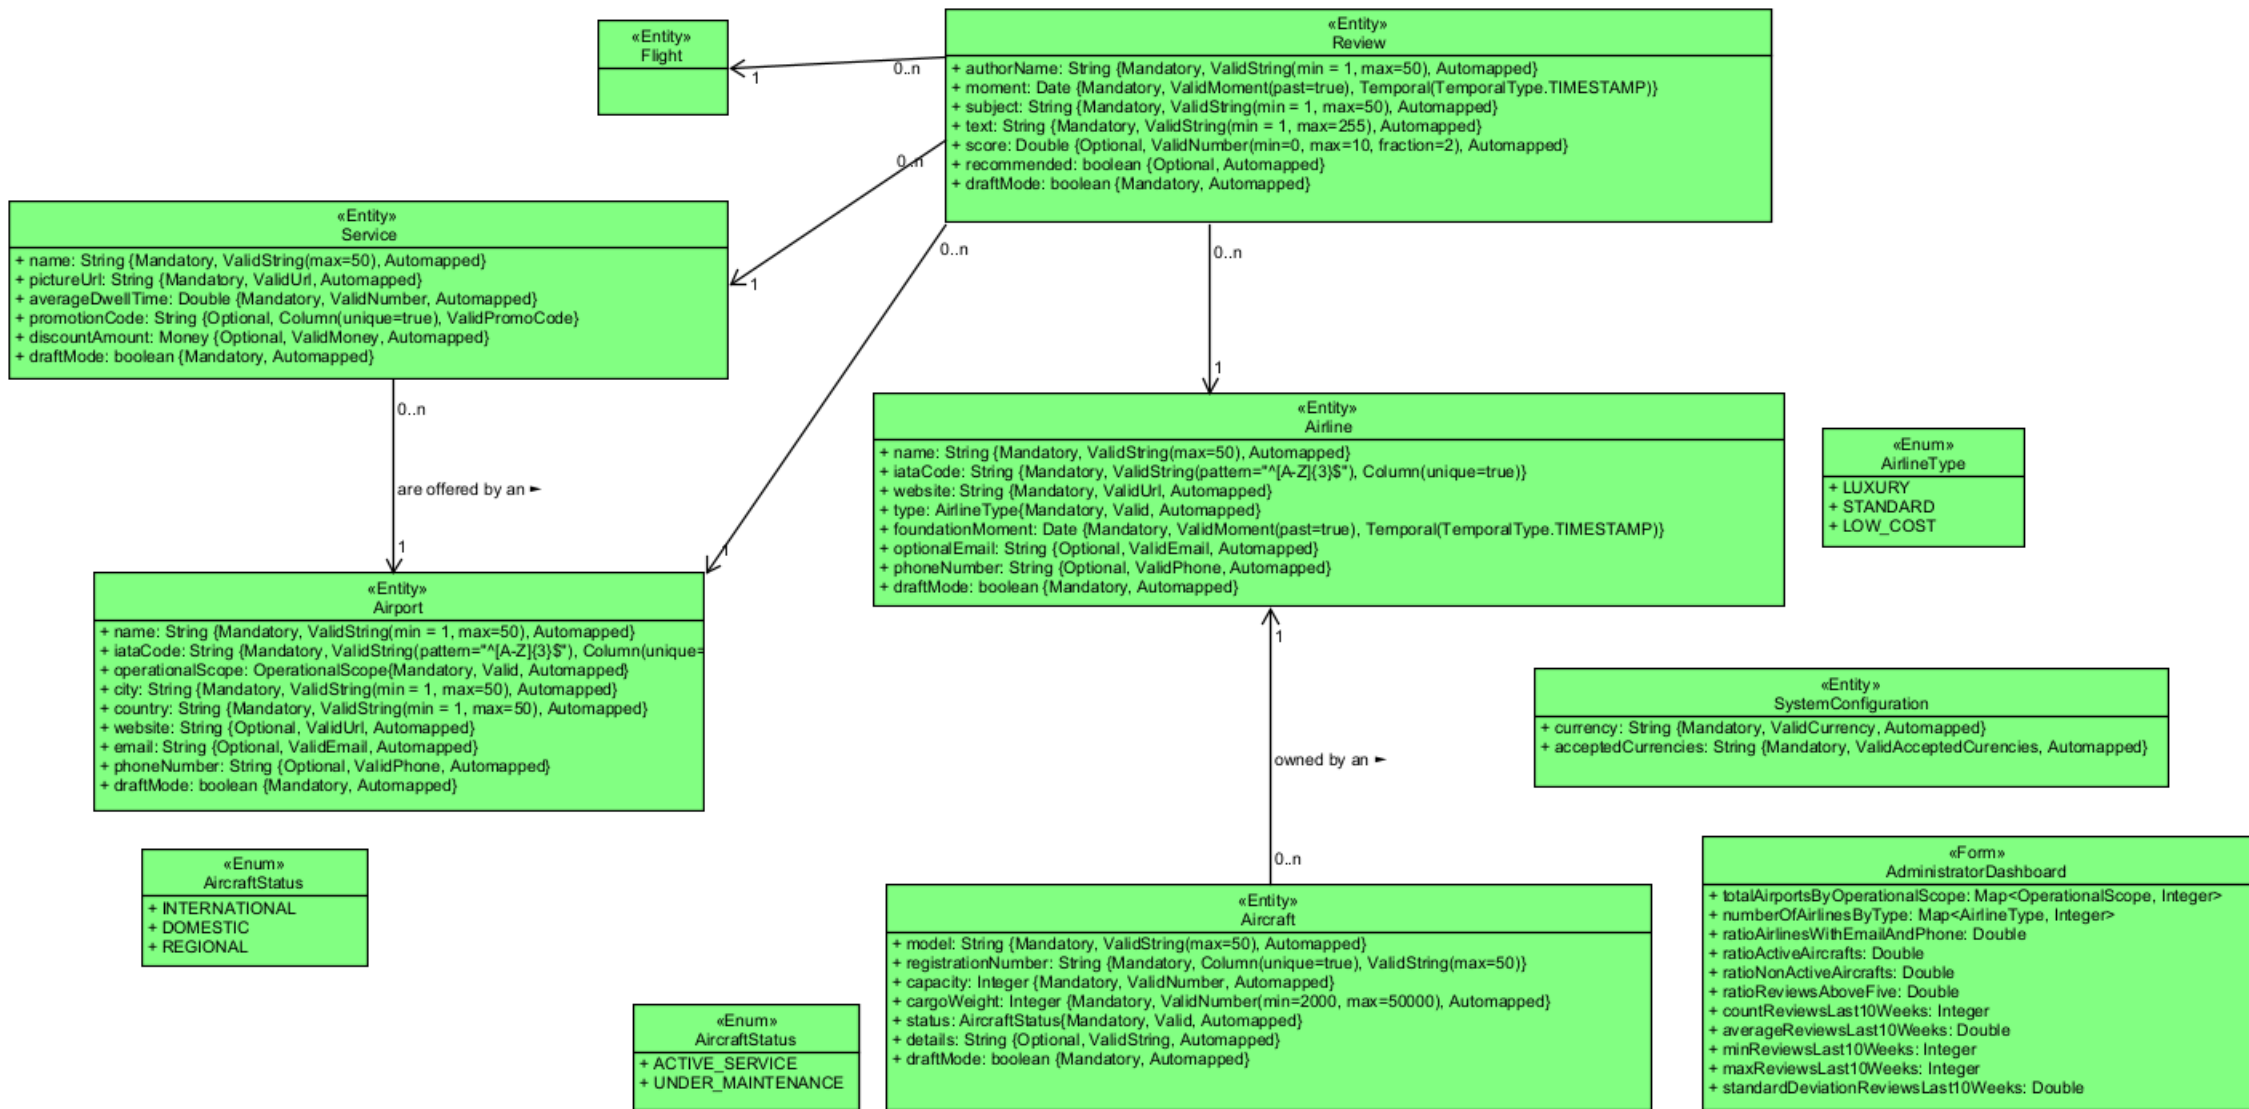 «Entity»
Flight
1
0..n
«Entity»
Review
+ authorName: String {Mandatory, ValidString(min = 1, max=50), Automapped}
+ moment: Date {Mandatory, ValidMoment(past=true), Temporal(TemporalType.TIMESTAMP)}
+ subject: String {Mandatory, ValidString(min = 1, max=50), Automapped}
+ text: String {Mandatory, ValidString(min = 1, max=255), Automapped}
+ score: Double {Optional, ValidNumber(min=0, max=10, fraction=2), Automapped}
+ recommended: boolean {Optional, Automapped}
+ draftMode: boolean {Mandatory, Automapped}
0..n
1
0..n
1
0..n
1
«Entity»
Service
+ name: String {Mandatory, ValidString(max=50), Automapped}
+ pictureUrl: String {Mandatory, ValidUrl, Automapped}
+ averageDwellTime: Double {Mandatory, ValidNumber, Automapped}
+ promotionCode: String {Optional, Column(unique=true), ValidPromoCode}
+ discountAmount: Money {Optional, ValidMoney, Automapped}
+ draftMode: boolean {Mandatory, Automapped}
0..n
are offered by an ►
1
«Entity»
Airline
+ name: String {Mandatory, ValidString(max=50), Automapped}
+ iataCode: String {Mandatory, ValidString(pattern="^[A-Z]{3}$"), Column(unique=true)}
+ website: String {Mandatory, ValidUrl, Automapped}
+ type: AirlineType{Mandatory, Valid, Automapped}
+ foundationMoment: Date {Mandatory, ValidMoment(past=true), Temporal(TemporalType.TIMESTAMP)}
+ optionalEmail: String {Optional, ValidEmail, Automapped}
+ phoneNumber: String {Optional, ValidPhone, Automapped}
+ draftMode: boolean {Mandatory, Automapped}
«Enum»
AirlineType
+ LUXURY
+ STANDARD
+ LOW_COST
«Entity»
Airport
+ name: String {Mandatory, ValidString(min = 1, max=50), Automapped}
+ iataCode: String {Mandatory, ValidString(pattern="^[A-Z]{3}$"), Column(unique=
+ operationalScope: OperationalScope{Mandatory, Valid, Automapped}
+ city: String {Mandatory, ValidString(min = 1, max=50), Automapped}
+ country: String {Mandatory, ValidString(min = 1, max=50), Automapped}
+ website: String {Optional, ValidUrl, Automapped}
+ email: String {Optional, ValidEmail, Automapped}
+ phoneNumber: String {Optional, ValidPhone, Automapped}
+ draftMode: boolean {Mandatory, Automapped}
1
owned by an ►
0..n
«Entity»
SystemConfiguration
+ currency: String {Mandatory, ValidCurrency, Automapped}
+ acceptedCurrencies: String {Mandatory, ValidAcceptedCurencies, Automapped}
«Enum»
AircraftStatus
+ INTERNATIONAL
+ DOMESTIC
+ REGIONAL
«Enum»
AircraftStatus
+ ACTIVE_SERVICE
+ UNDER_MAINTENANCE
«Entity»
Aircraft
+ model: String {Mandatory, ValidString(max=50), Automapped}
+ registrationNumber: String {Mandatory, Column(unique=true), ValidString(max=50)}
+ capacity: Integer {Mandatory, ValidNumber, Automapped}
+ cargoWeight: Integer {Mandatory, ValidNumber(min=2000, max=50000), Automapped}
+ status: AircraftStatus{Mandatory, Valid, Automapped}
+ details: String {Optional, ValidString, Automapped}
+ draftMode: boolean {Mandatory, Automapped}
«Form»
AdministratorDashboard
+ totalAirportsByOperationalScope: Map<OperationalScope, Integer>
+ numberOfAirlinesByType: Map<AirlineType, Integer>
+ ratioAirlinesWithEmailAndPhone: Double
+ ratioActiveAircrafts: Double
+ ratioNonActiveAircrafts: Double
+ ratioReviewsAboveFive: Double
+ countReviewsLast10Weeks: Integer
+ averageReviewsLast10Weeks: Double
+ minReviewsLast10Weeks: Integer
+ maxReviewsLast10Weeks: Integer
+ standardDeviationReviewsLast10Weeks: Double